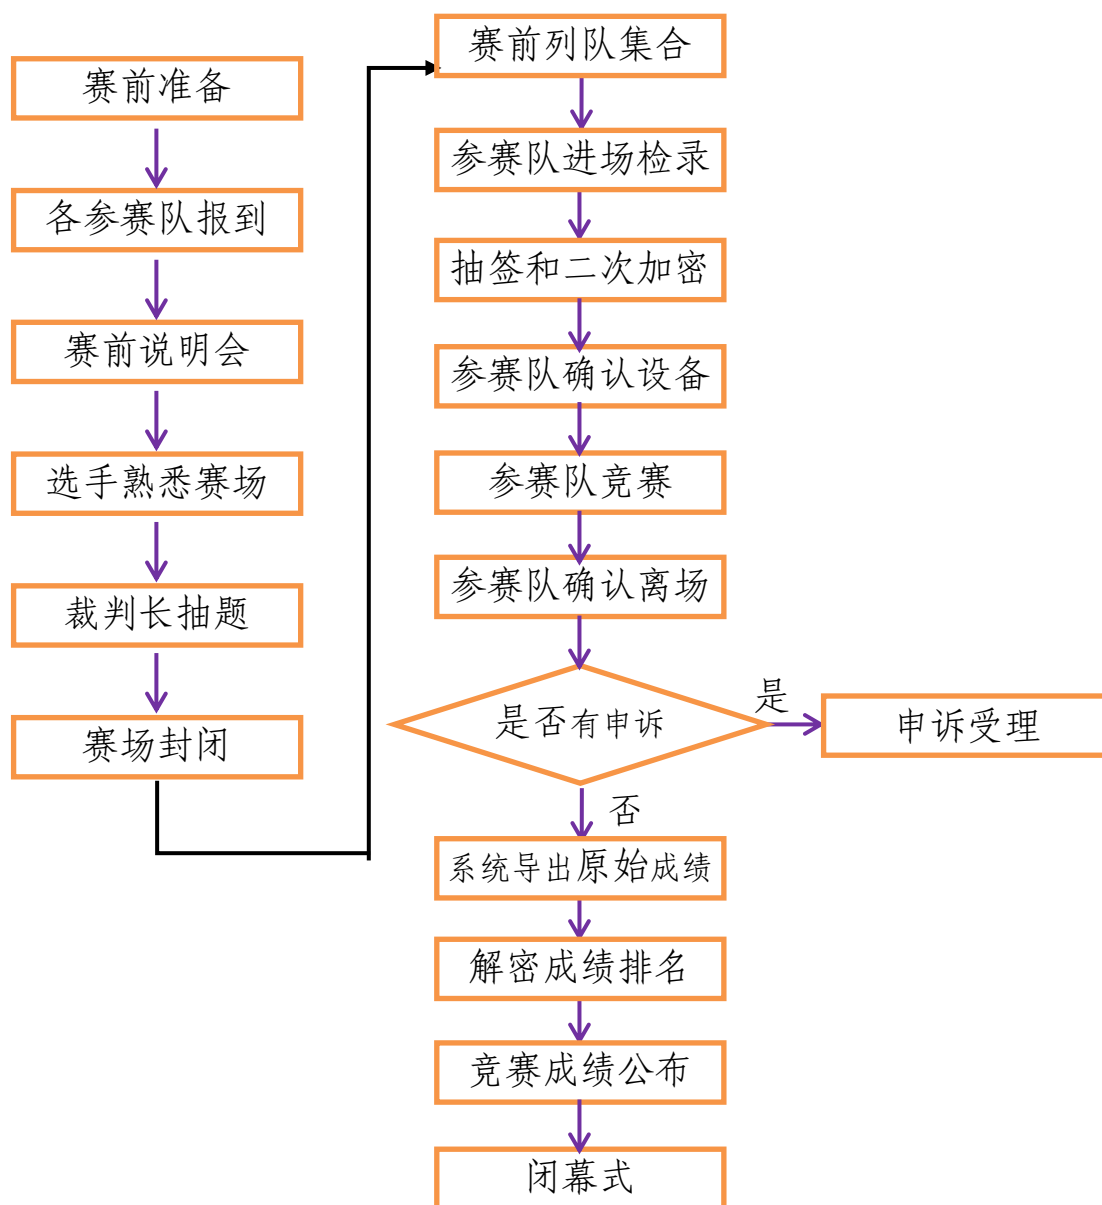 赛前准备
各参赛队报到
赛前说明会
选手熟悉赛场
裁判长抽题
赛场封闭
赛前列队集合
参赛队进场检录
抽签和二次加密
参赛队确认设备
参赛队竞赛
参赛队确认离场
是否有申诉
是
申诉受理
否
系统导出原始成绩
解密成绩排名
竞赛成绩公布
闭幕式